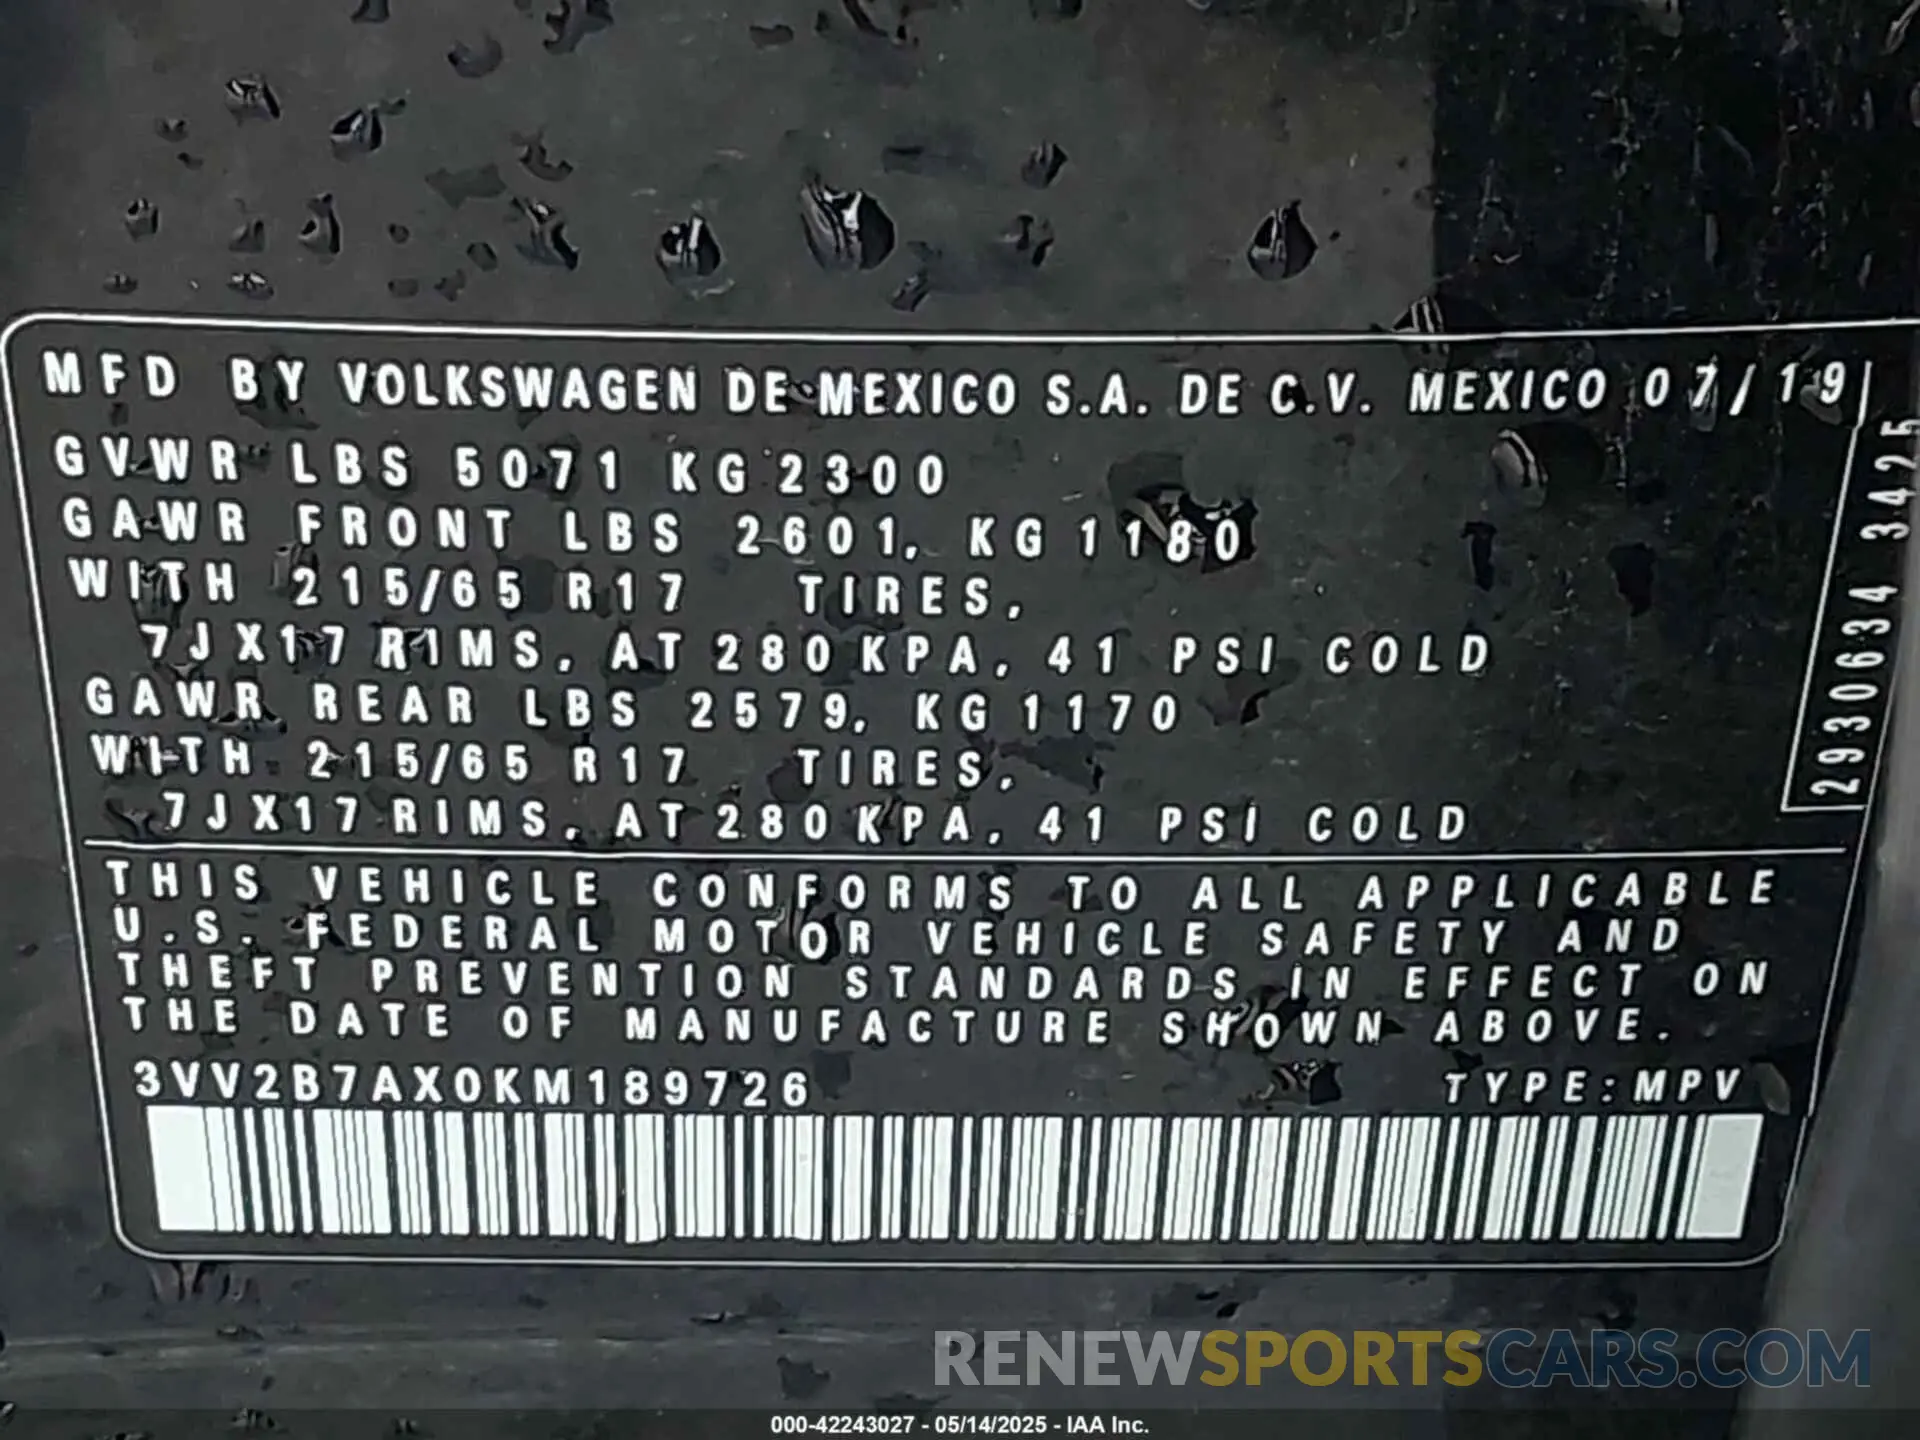 MFD BY VOLKSWAGEN DE MEXICO S.A. DE C.V. MEXICO 07/19
GVWR LBS 5071 KG 2300
GAWR FRONT LBS 2601, KG 1180
WITH 215/65 R17 TIRES,
7JX17 RIMS, AT 280 KPA, 41 PSI COLD
GAWR REAR LBS 2579, KG 1170
WITH 215/65 R17 TIRES,
7JX17 RIMS, AT 280 KPA, 41 PSI COLD
2930634 3425
THIS VEHICLE CONFORMS TO ALL APPLICABLE
U.S. FEDERAL MOTOR VEHICLE SAFETY AND
THEFT PREVENTION STANDARDS IN EFFECT ON
THE DATE OF MANUFACTURE SHOWN ABOVE.
3VV2B7AX0KM189726 TYPE:MPV
RENEWSPORTSCARS.COM
000-42243027 - 05/14/2025 - IAA Inc.